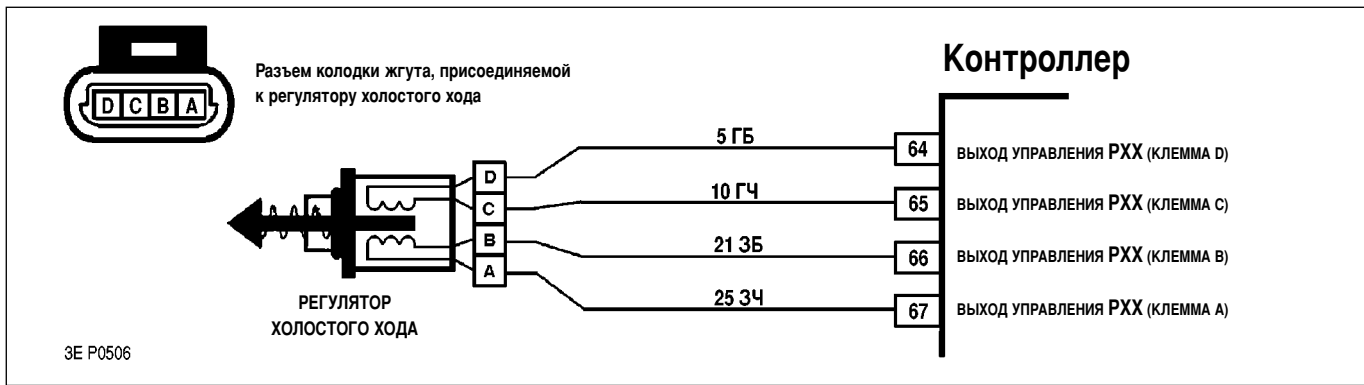 Контроллер
Разъем колодки жгута, присоединяемой
к регулятору холостого хода
D C B A
5 ГБ
64
ВЫХОД УПРАВЛЕНИЯ РХХ (КЛЕММА D)
D
10 ГЧ
65
ВЫХОД УПРАВЛЕНИЯ РХХ (КЛЕММА C)
C
21 ЗБ
66
ВЫХОД УПРАВЛЕНИЯ РХХ (КЛЕММА B)
B
25 ЗЧ
67
ВЫХОД УПРАВЛЕНИЯ РХХ (КЛЕММА A)
A
РЕГУЛЯТОР
ХОЛОСТОГО ХОДА
3E P0506